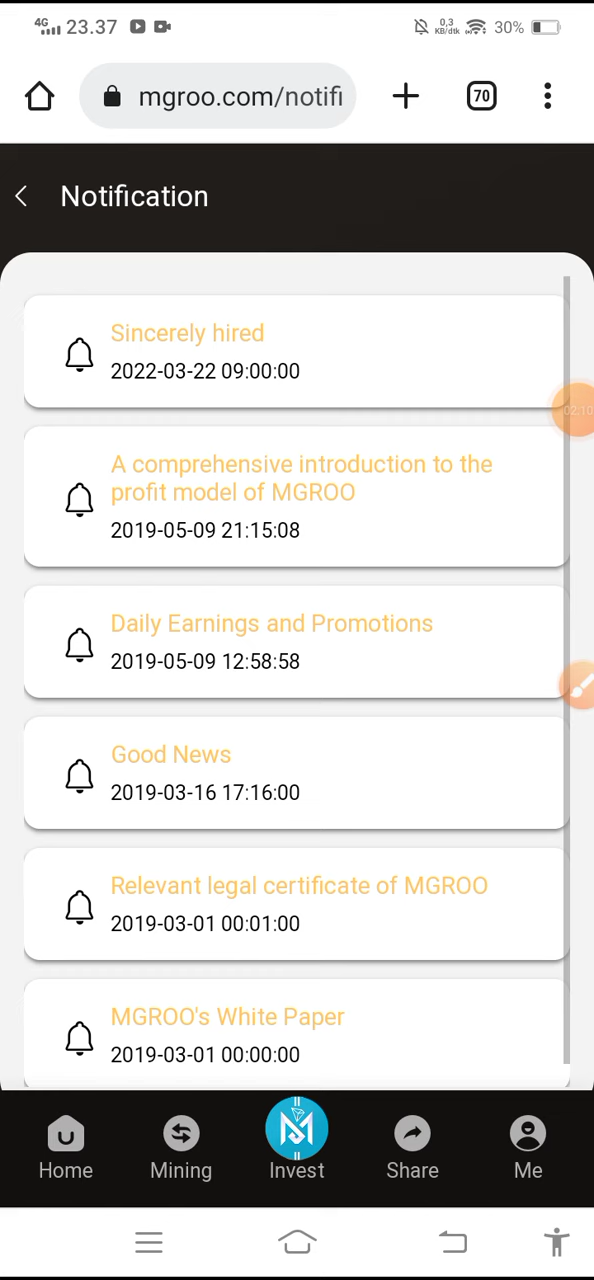 4G 23.37 0,3 KB/dtk 30%
mgroo.com/notifi 70
Notification
Sincerely hired
2022-03-22 09:00:00
02:10
A comprehensive introduction to the
profit model of MGROO
2019-05-09 21:15:08
Daily Earnings and Promotions
2019-05-09 12:58:58
Good News
2019-03-16 17:16:00
Relevant legal certificate of MGROO
2019-03-01 00:01:00
MGROO's White Paper
2019-03-01 00:00:00
Home Mining Invest Share Me